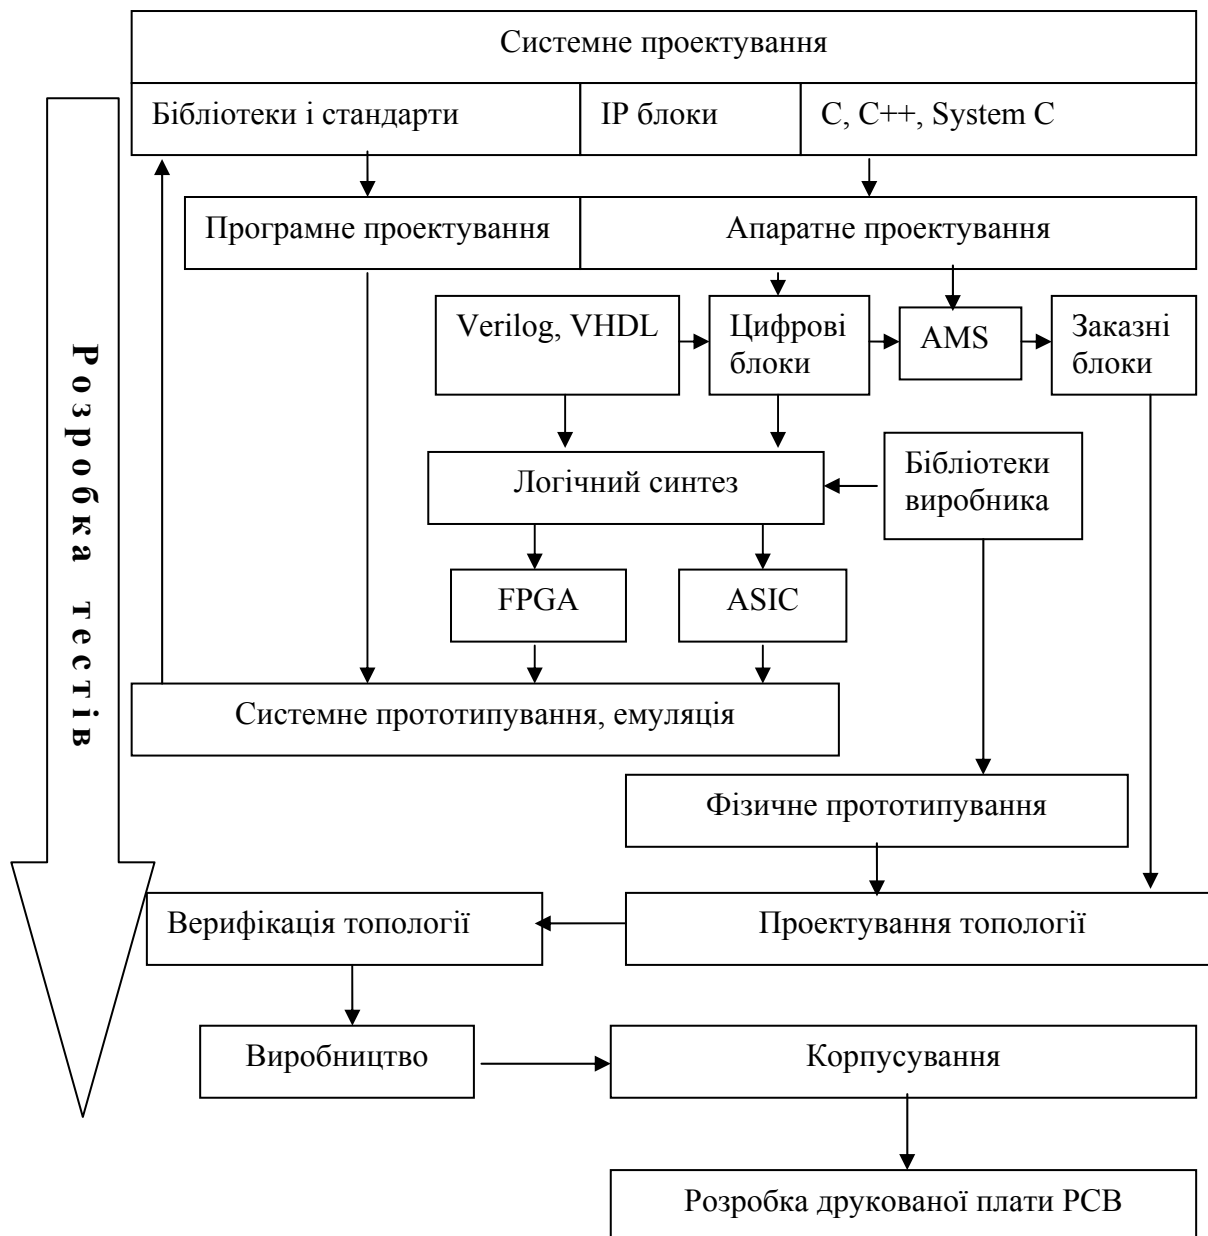 Системне проектування
Бібліотеки і стандарти
IP блоки
C, C++, System C
Програмне проектування
Апаратне проектування
Verilog, VHDL
Цифрові
блоки
AMS
Заказні
блоки
Розробка тестів
Логічний синтез
Бібліотеки
виробника
FPGA
ASIC
Системне прототипування, емуляція
Фізичне прототипування
Верифікація топології
Проектування топології
Виробництво
Корпусування
Розробка друкованої плати PCB